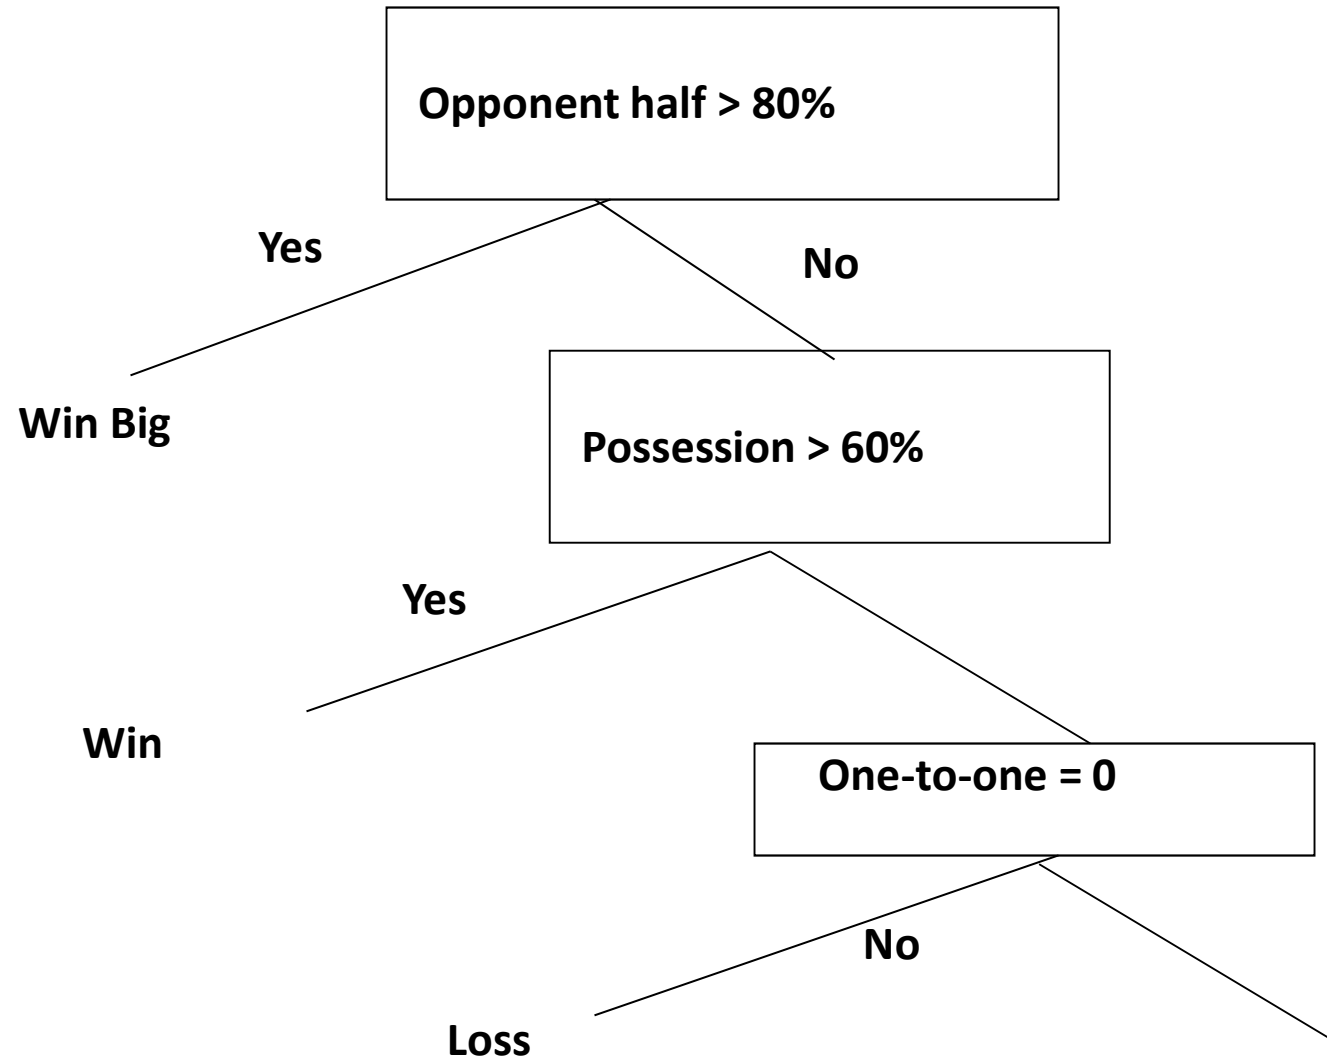 Opponent half > 80%
Yes
No
Win Big
Possession > 60%
Yes
Win
One-to-one = 0
No
Loss